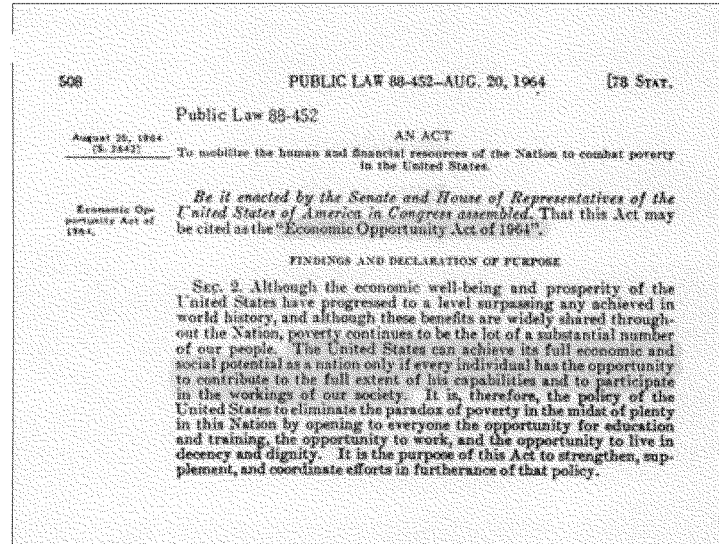 508 PUBLIC LAW 88-452-AUG. 20, 1964 [78 STAT.
Public Law 88-452
August 20, 1964
[S. 2642]
AN ACT
To mobilize the human and financial resources of the Nation to combat poverty
in the United States.
Economic Op-
portunity Act of
1964.
Be it enacted by the Senate and House of Representatives of the
United States of America in Congress assembled, That this Act may
be cited as the "Economic Opportunity Act of 1964".
FINDINGS AND DECLARATION OF PURPOSE
SEC. 2. Although the economic well-being and prosperity of the
United States have progressed to a level surpassing any achieved in
world history, and although these benefits are widely shared through-
out the Nation, poverty continues to be the lot of a substantial number
of our people. The United States can achieve its full economic and
social potential as a nation only if every individual has the opportunity
to contribute to the full extent of his capabilities and to participate
in the workings of our society. It is, therefore, the policy of the
United States to eliminate the paradox of poverty in the midst of plenty
in this Nation by opening to everyone the opportunity for education
and training, the opportunity to work, and the opportunity to live in
decency and dignity. It is the purpose of this Act to strengthen, sup-
plement, and coordinate efforts in furtherance of that policy.